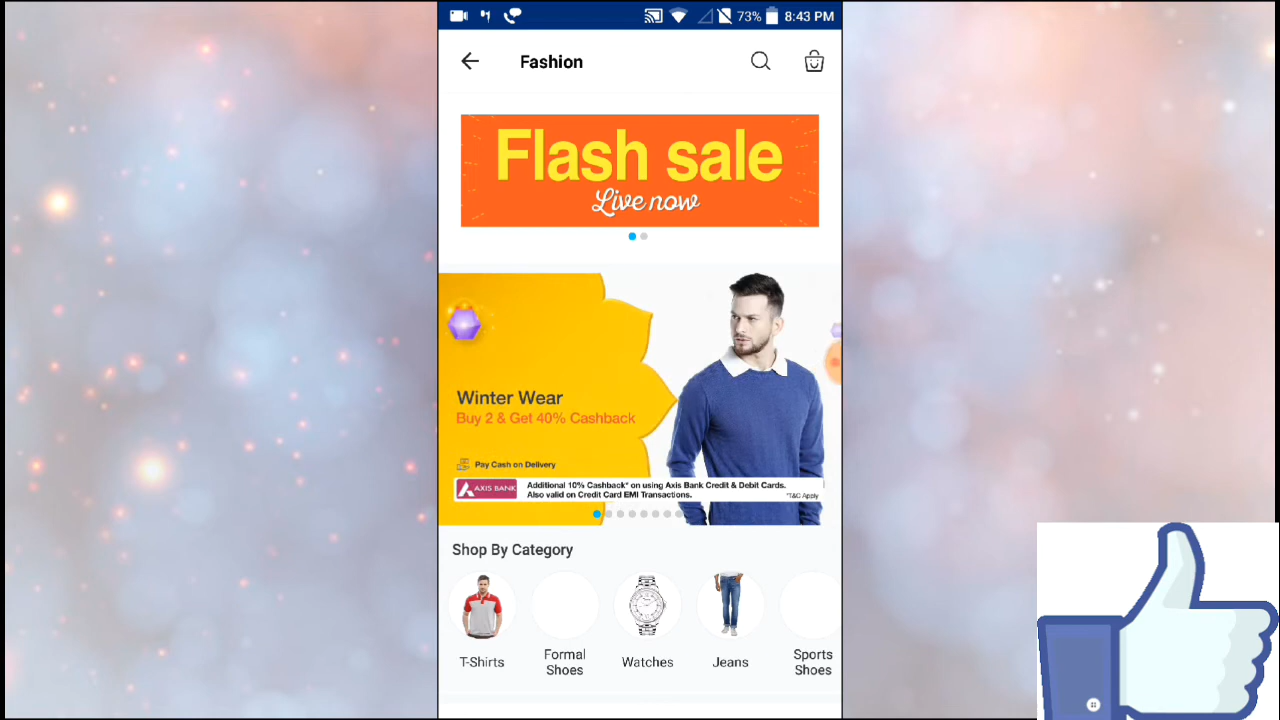 73% 8:43 PM
Fashion
Flash sale
Live now
Winter Wear
Buy 2 & Get 40% Cashback
Pay Cash on Delivery
AXIS BANK
Additional 10% Cashback* on using Axis Bank Credit & Debit Cards.
Also valid on Credit Card EMI Transactions.
*T&C Apply
Shop By Category
T-Shirts
Formal
Shoes
Watches
Jeans
Sports
Shoes